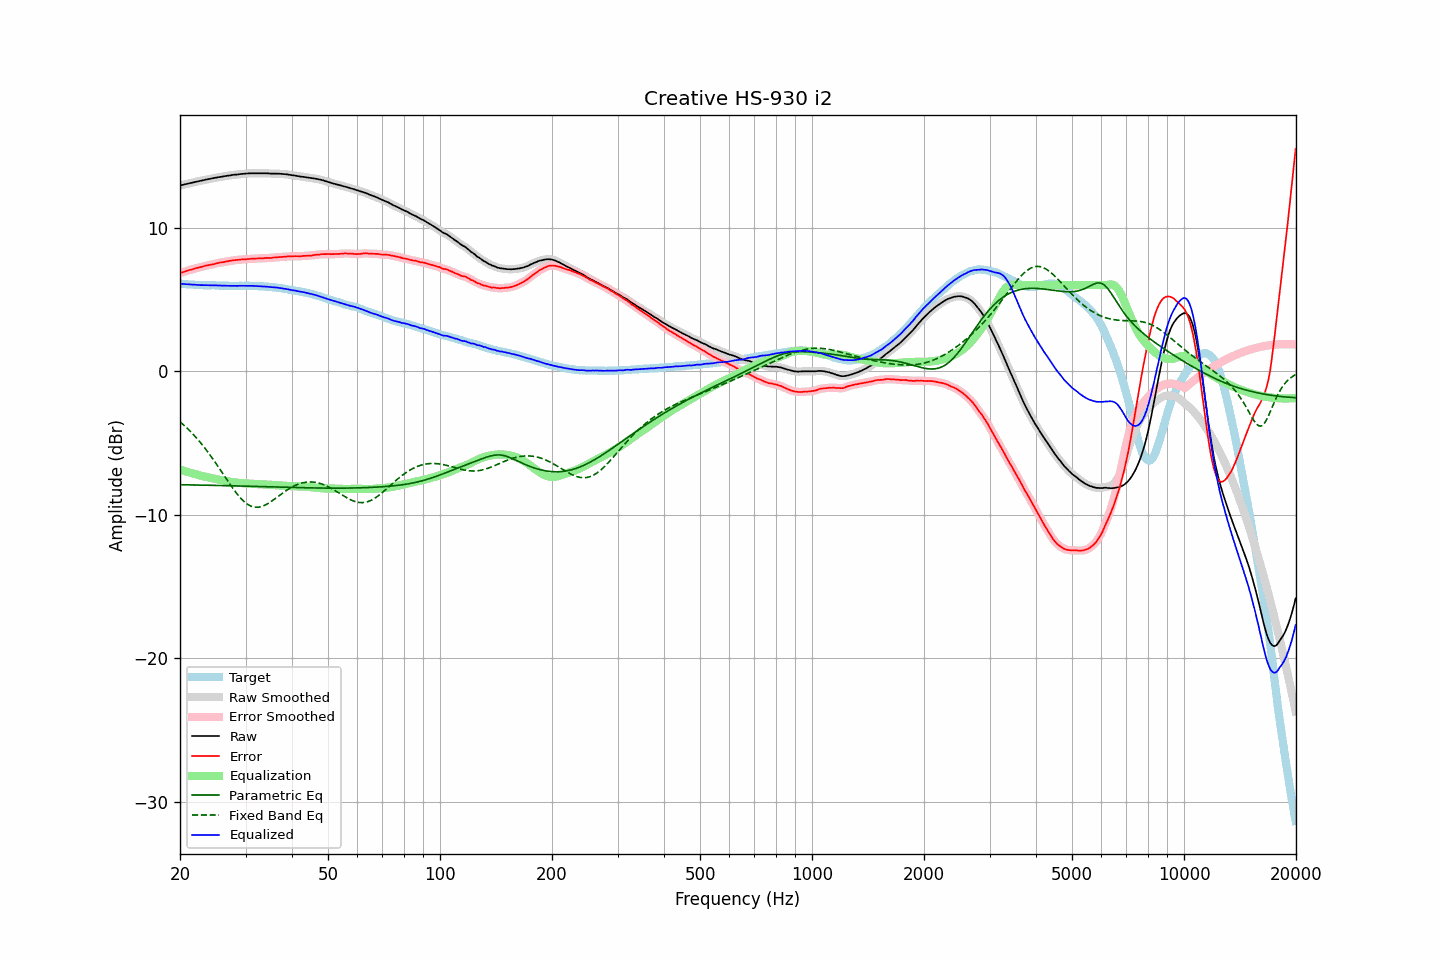 Creative HS-930 i2
Amplitude (dBr)
10
0
−10
−20
−30
Target
Raw Smoothed
Error Smoothed
Raw
Error
Equalization
Parametric Eq
Fixed Band Eq
Equalized
20 50 100 200 500 1000 2000 5000 10000 20000
Frequency (Hz)